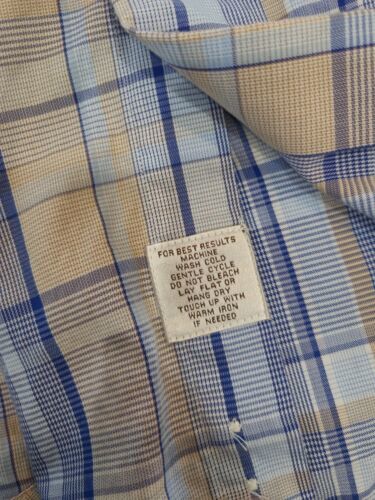 FOR BEST RESULTS
MACHINE
WASH COLD
GENTLE CYCLE
DO NOT BLEACH
LAY FLAT OR
HANG DRY
TOUCH UP WITH
WARM IRON
IF NEEDED